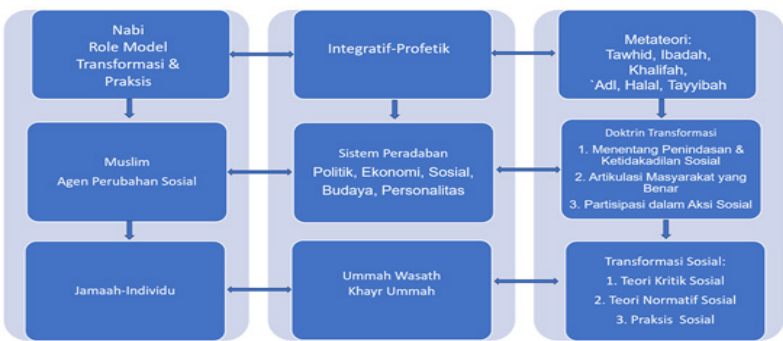 Nabi
Role Model
Transformasi &
Praksis
Integratif-Profetik
Metateori:
Tawhid, Ibadah,
Khalifah,
`Adl, Halal, Tayyibah
Muslim
Agen Perubahan Sosial
Sistem Peradaban
Politik, Ekonomi, Sosial,
Budaya, Personalitas
Doktrin Transformasi
1. Menentang Penindasan &
Ketidakadilan Sosial
2. Artikulasi Masyarakat yang
Benar
3. Partisipasi dalam Aksi Sosial
Jamaah-Individu
Ummah Wasath
Khayr Ummah
Transformasi Sosial:
1. Teori Kritik Sosial
2. Teori Normatif Sosial
3. Praksis Sosial